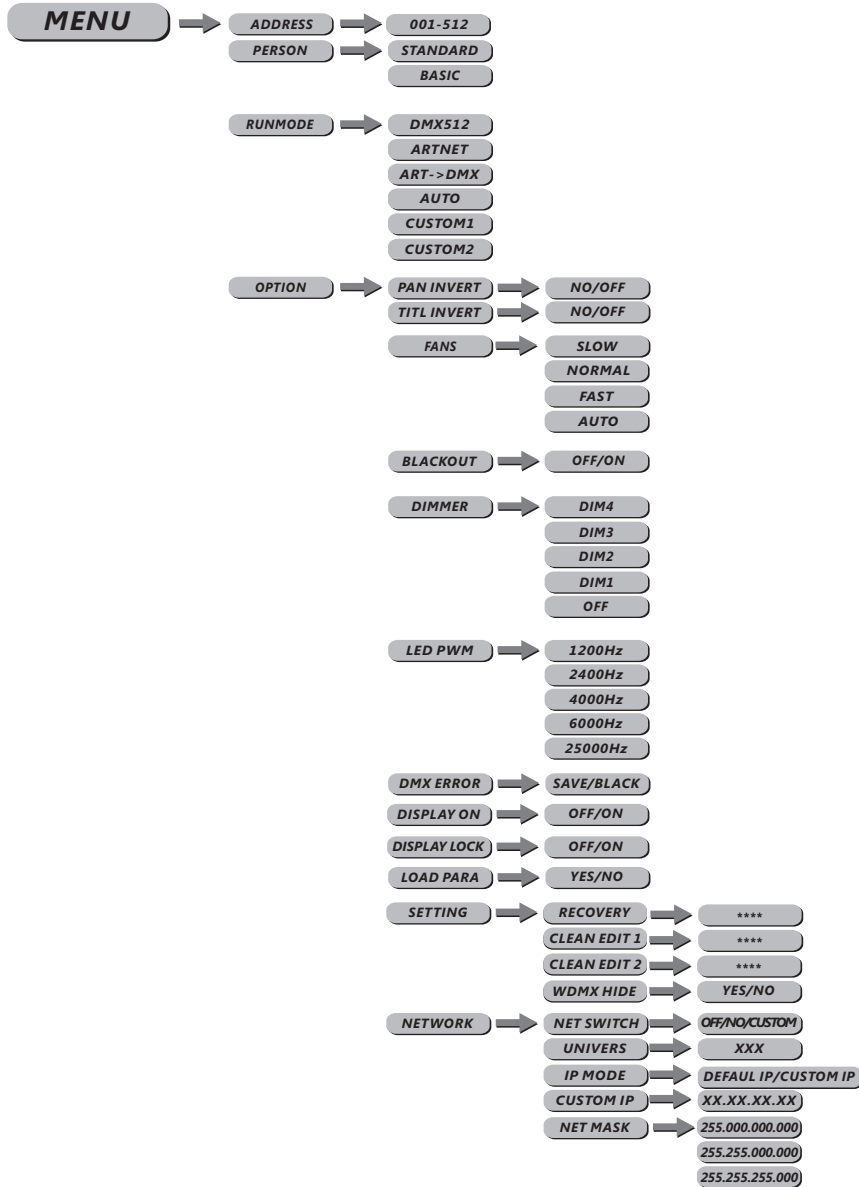 MENU ADDRESS 001-512
PERSON STANDARD
BASIC
RUNMODE DMX512
ARTNET
ART->DMX
AUTO
CUSTOM1
CUSTOM2
OPTION PAN INVERT NO/OFF
TITL INVERT NO/OFF
FANS SLOW
NORMAL
FAST
AUTO
BLACKOUT OFF/ON
DIMMER DIM4
DIM3
DIM2
DIM1
OFF
LED PWM 1200Hz
2400Hz
4000Hz
6000Hz
25000Hz
DMX ERROR SAVE/BLACK
DISPLAY ON OFF/ON
DISPLAY LOCK OFF/ON
LOAD PARA YES/NO
SETTING RECOVERY ****
CLEAN EDIT 1 ****
CLEAN EDIT 2 ****
WDMX HIDE YES/NO
NETWORK NET SWITCH OFF/NO/CUSTOM
UNIVERS XXX
IP MODE DEFAUL IP/CUSTOM IP
CUSTOM IP XX.XX.XX.XX
NET MASK 255.000.000.000
255.255.000.000
255.255.255.000